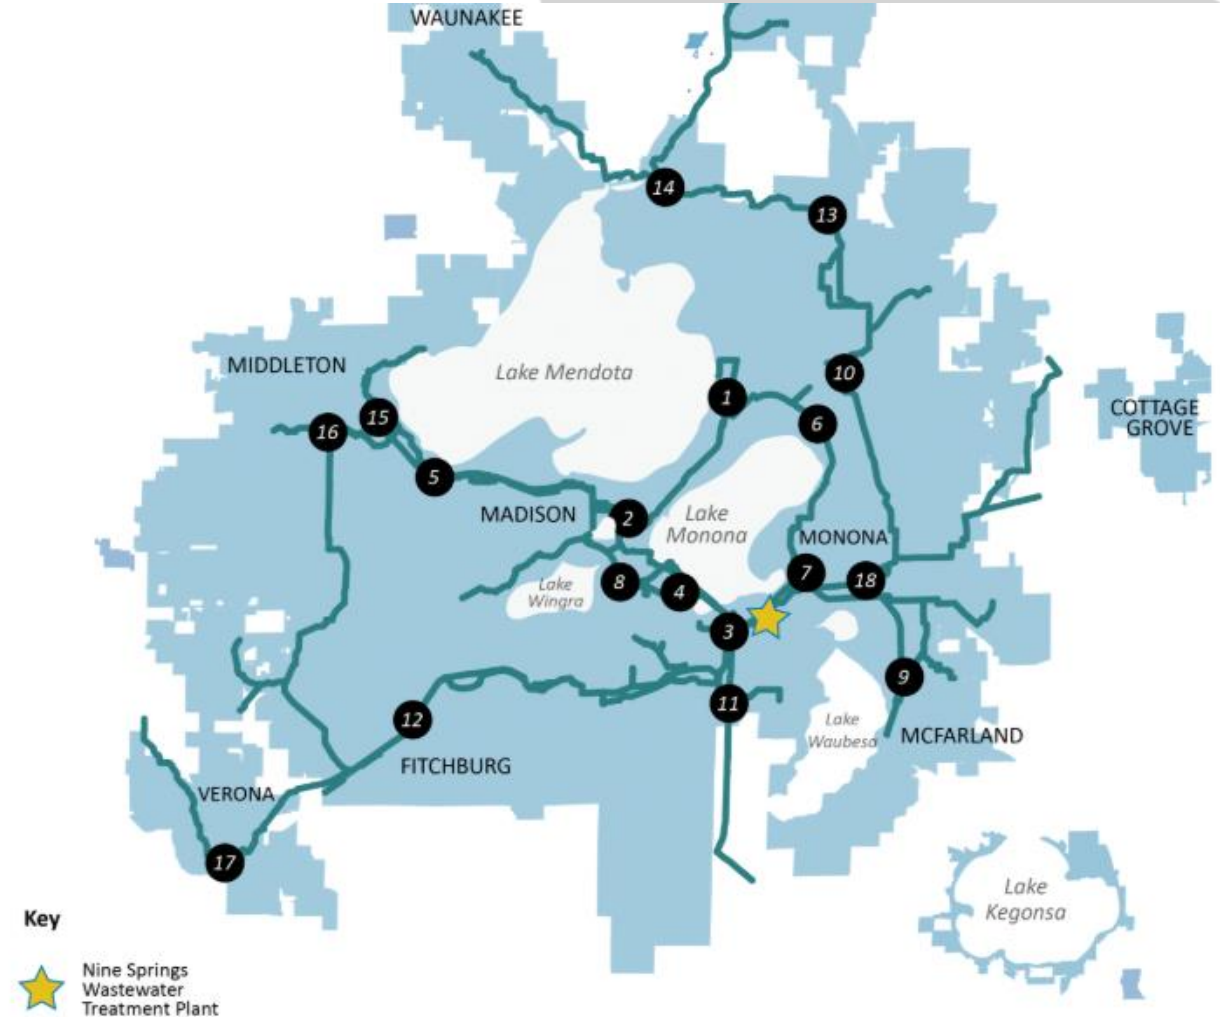 WAUNAKEE
14
13
MIDDLETON
Lake Mendota
10
COTTAGE
GROVE
1
15
16
6
5
MADISON
2
Lake
Monona
MONONA
7
18
8
4
Lake
Wingra
3
9
11
12
Lake
Waubesa
MCFARLAND
FITCHBURG
VERONA
17
Lake
Kegonsa
Key
Nine Springs
Wastewater
Treatment Plant